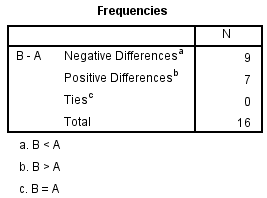 Frequencies
N
B - A Negative Differencesa 9
Positive Differencesb 7
Tiesc 0
Total 16
a. B < A
b. B > A
c. B = A